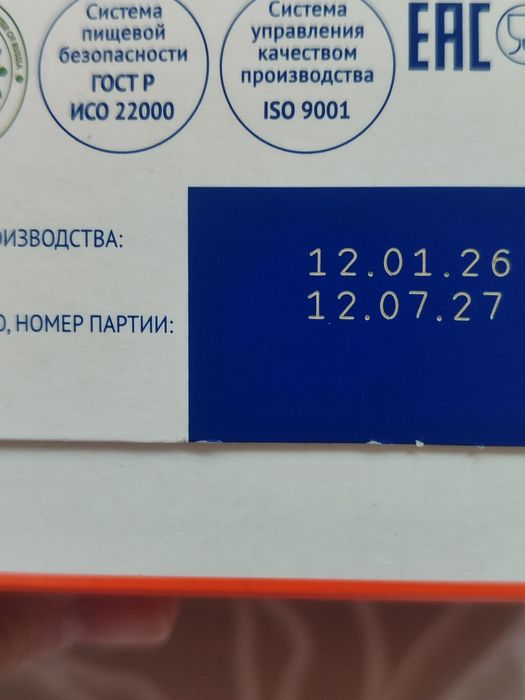 Система
пищевой
безопасности
ГОСТ Р
ИСО 22000
Система
управления
качеством
производства
ISO 9001
ЕАС
ИЗВОДСТВА:
12.01.26
12.07.27
, НОМЕР ПАРТИИ: